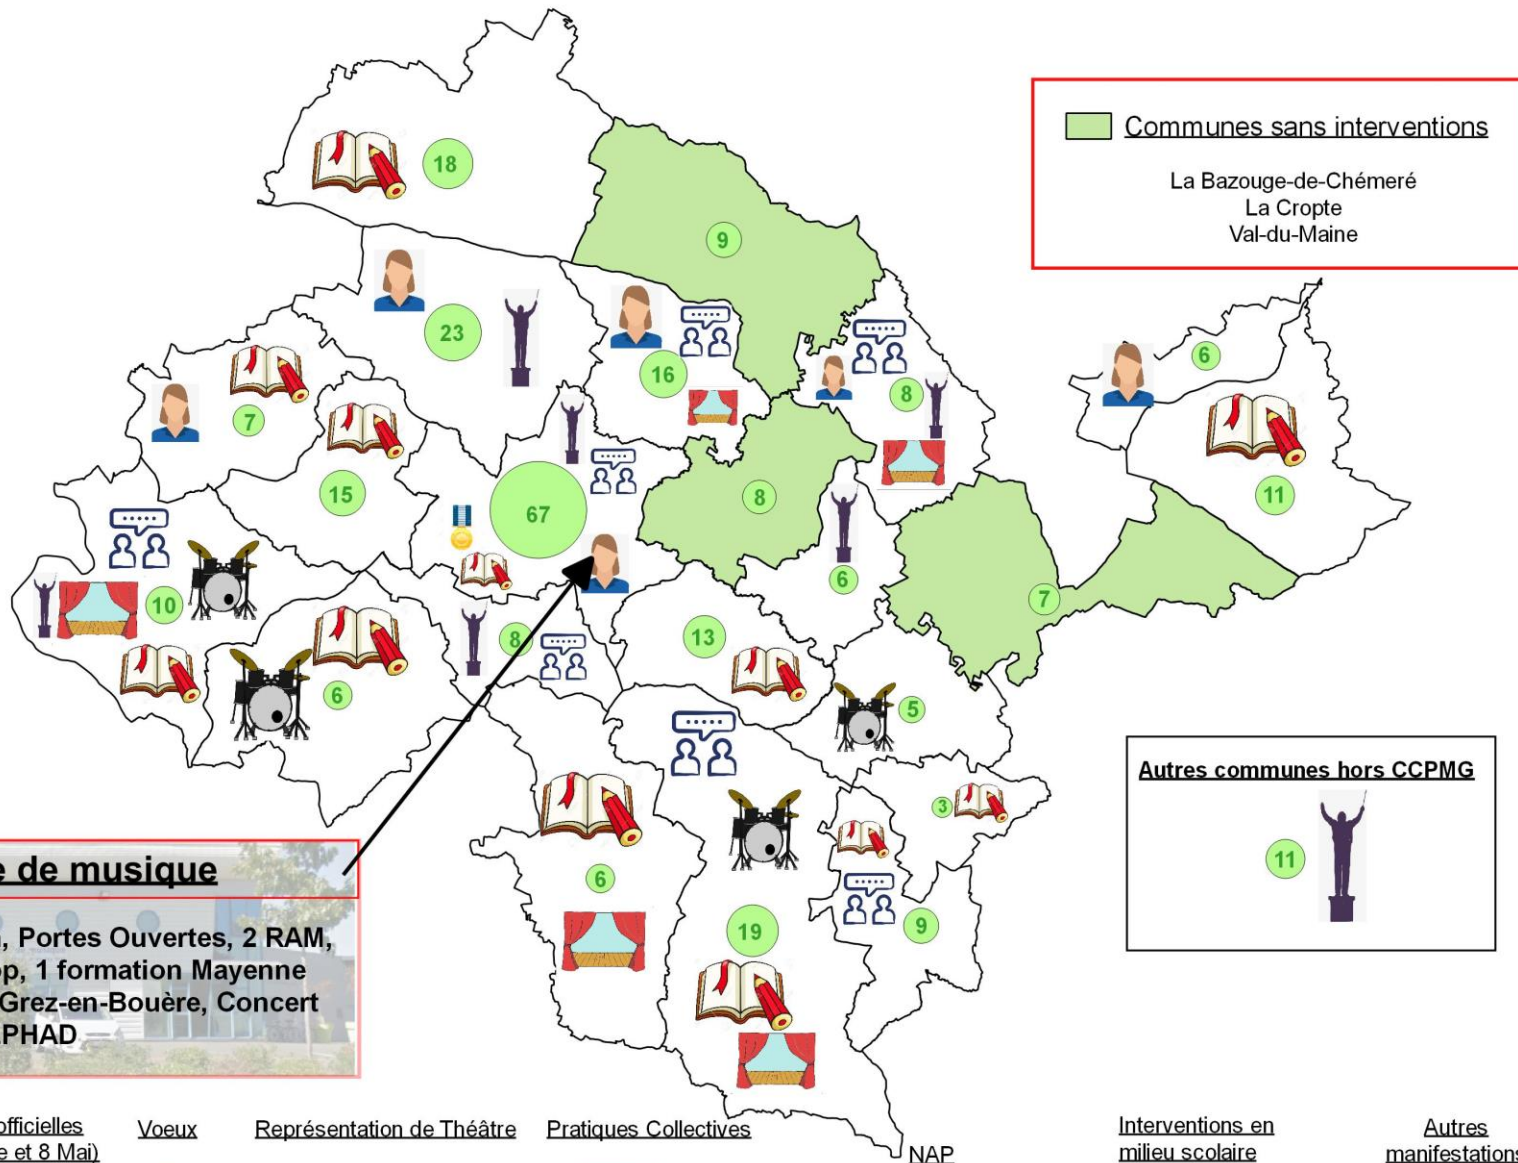 18
9
Communes sans interventions
La Bazouge-de-Chémeré
La Cropte
Val-du-Maine
23
16
8
6
7
15
67
8
11
10
6
8
13
6
7
5
6
3
9
19
Autres communes hors CCPMG
11
de musique
, Portes Ouvertes, 2 RAM,
op, 1 formation Mayenne
Grez-en-Bouère, Concert
PHAD
officielles
e et 8 Mai)
Voeux
Représentation de Théâtre
Pratiques Collectives
NAP
Interventions en
milieu scolaire
Autres
manifestations